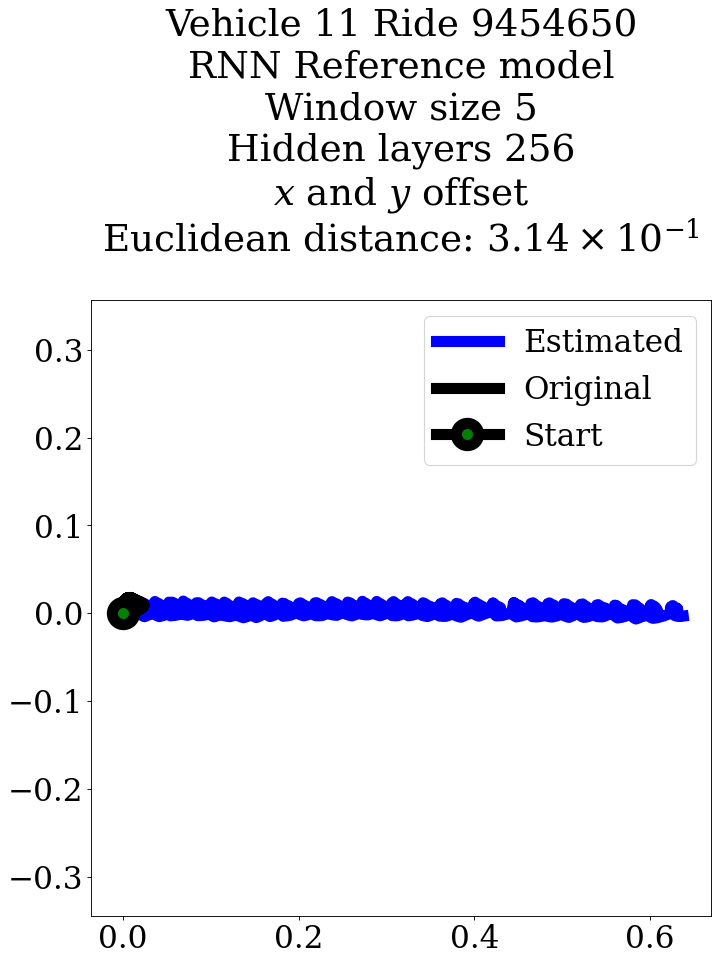 Vehicle 11 Ride 9454650
RNN Reference model
Window size 5
Hidden layers 256
x and y offset
Euclidean distance: 3.14 × 10⁻¹
Estimated
Original
Start
0.3
0.2
0.1
0.0
−0.1
−0.2
−0.3
0.0 0.2 0.4 0.6